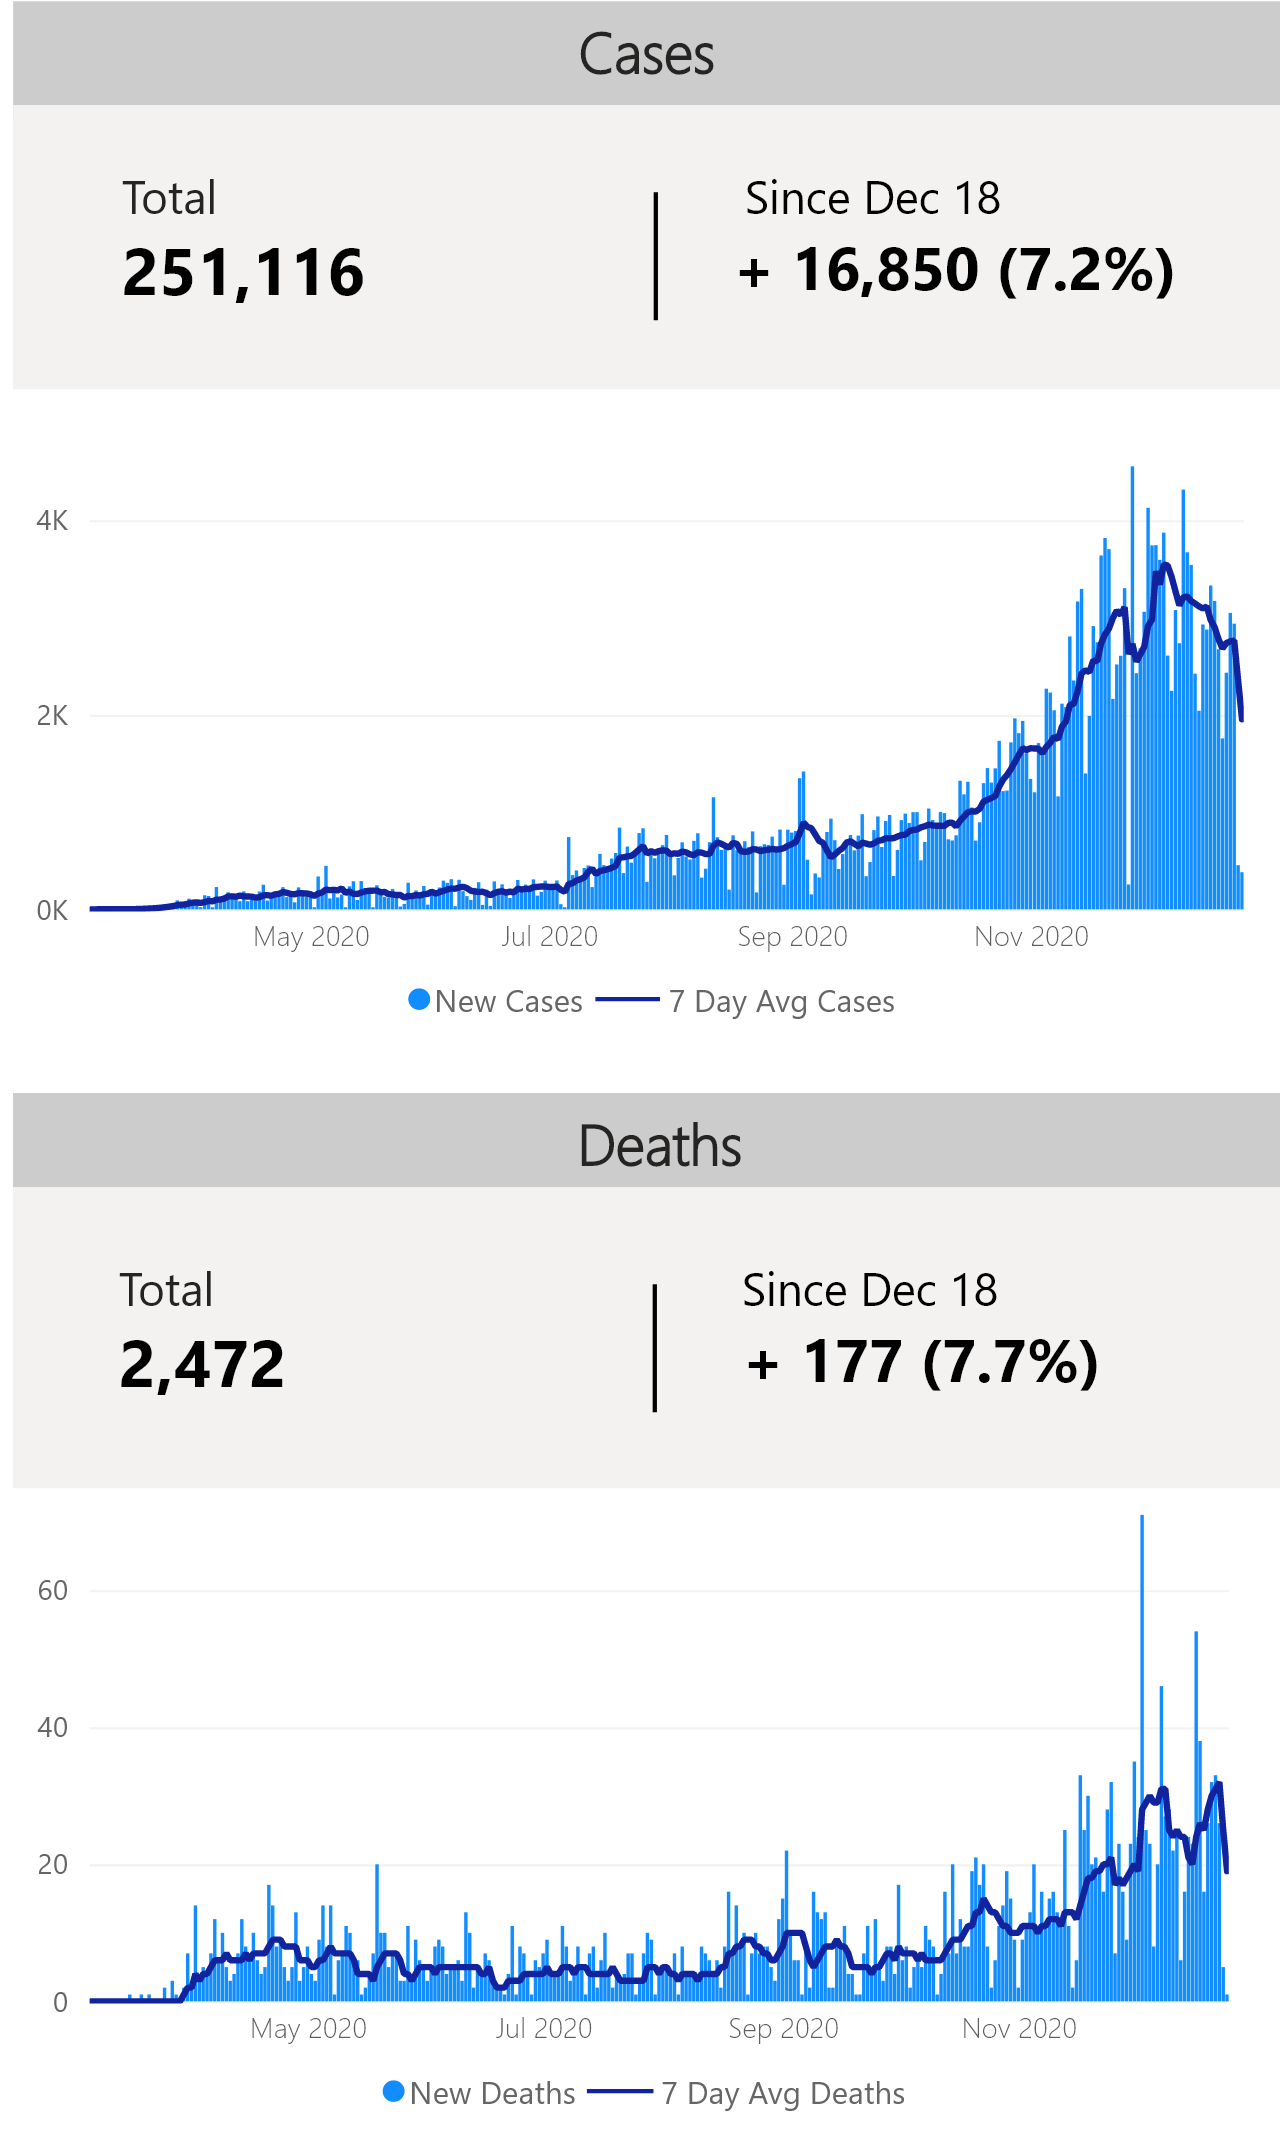 Cases
Total
Since Dec 18
251,116
+ 16,850 (7.2%)
4K
2K
0K
May 2020
Jul 2020
Sep 2020
Nov 2020
New Cases
7 Day Avg Cases
Deaths
Total
Since Dec 18
2,472
+ 177 (7.7%)
60
40
20
0
May 2020
Jul 2020
Sep 2020
Nov 2020
New Deaths
7 Day Avg Deaths